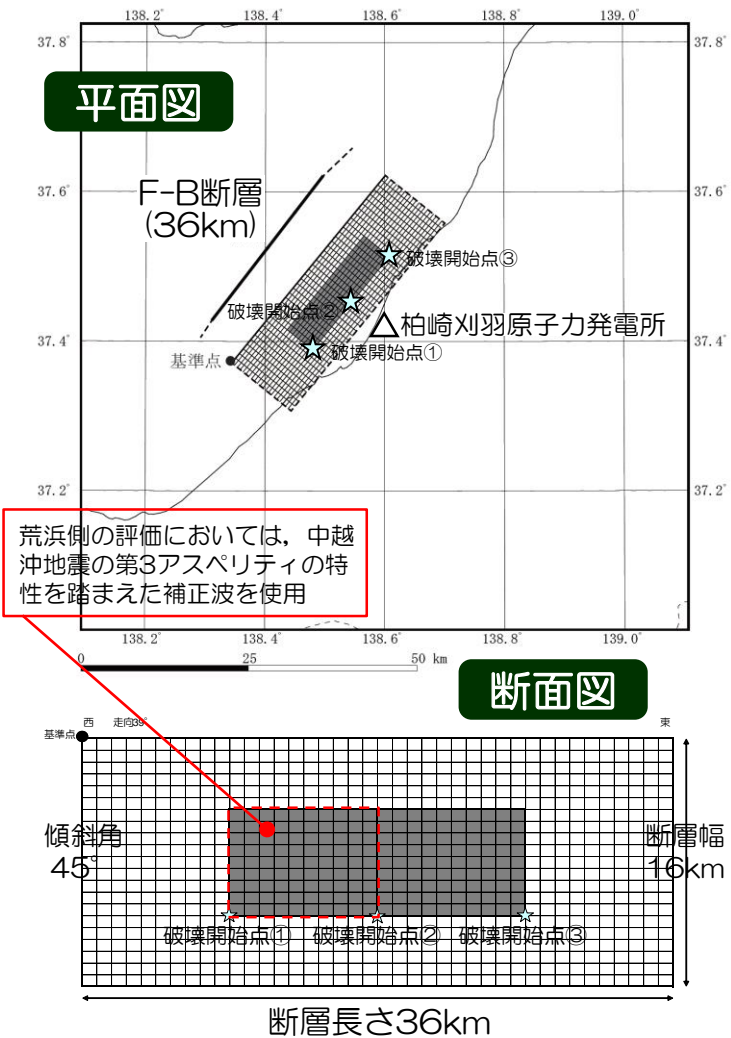 138.2° 138.4° 138.6° 138.8° 139.0°
37.8° 37.8°
平面図
F-B断層
(36km)
37.6° 37.6°
破壊開始点③
破壊開始点②
柏崎刈羽原子力発電所
37.4° 37.4°
破壊開始点①
基準点
37.2° 37.2°
荒浜側の評価においては，中越
沖地震の第3アスペリティの特
性を踏まえた補正波を使用
138.2° 138.4° 138.6° 138.8° 139.0°
0 25 50 km
断面図
西 走向39° 東
基準点
傾斜角
45°
断層幅
16km
破壊開始点① 破壊開始点② 破壊開始点③
断層長さ36km